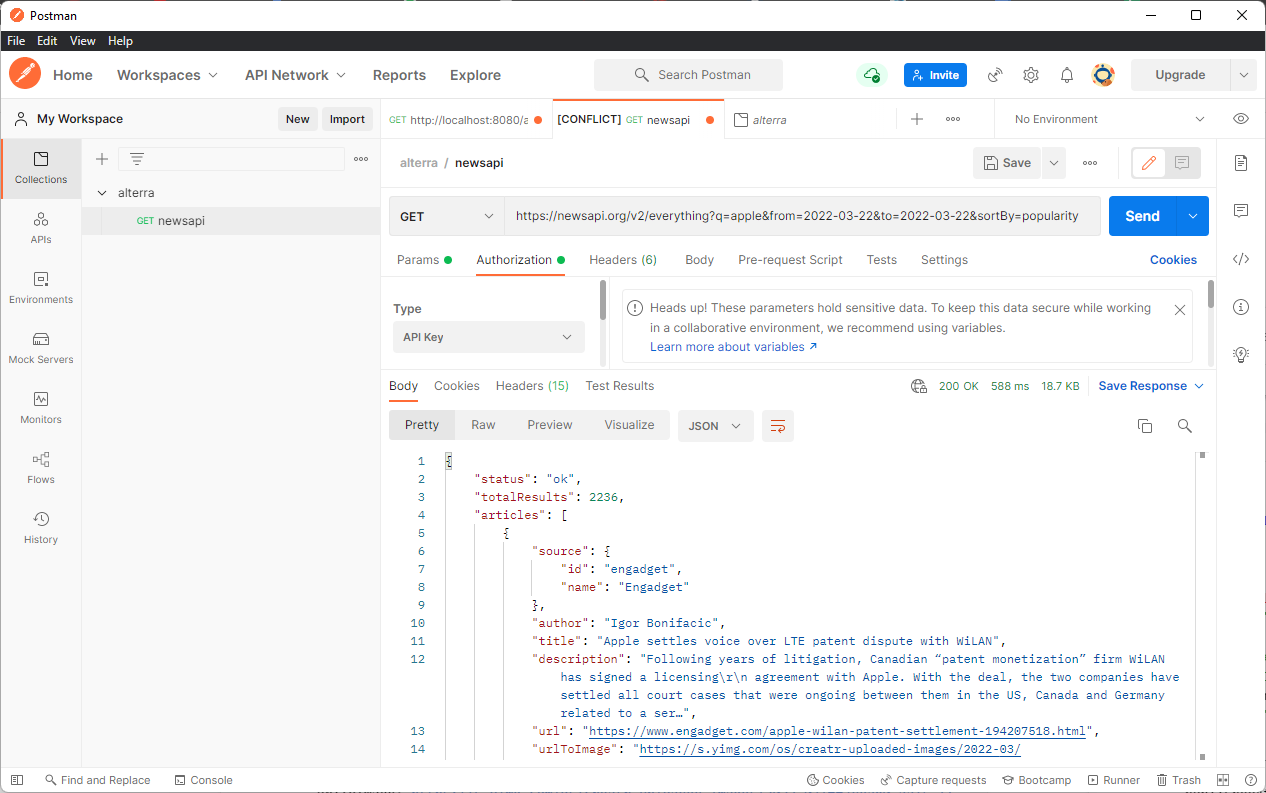 Postman
File Edit View Help
Home Workspaces API Network Reports Explore Search Postman Invite Upgrade
My Workspace New Import GET http://localhost:8080/a [CONFLICT] GET newsapi alterra No Environment
alterra / newsapi Save
Collections
alterra
GET newsapi
GET https://newsapi.org/v2/everything?q=apple&from=2022-03-22&to=2022-03-22&sortBy=popularity Send
APIs
Params Authorization Headers (6) Body Pre-request Script Tests Settings Cookies
Environments
Type
API Key
Heads up! These parameters hold sensitive data. To keep this data secure while working
in a collaborative environment, we recommend using variables.
Learn more about variables
Mock Servers
Body Cookies Headers (15) Test Results 200 OK 588 ms 18.7 KB Save Response
Monitors
Pretty Raw Preview Visualize JSON
Flows
History
1 {
2 "status": "ok",
3 "totalResults": 2236,
4 "articles": [
5 {
6 "source": {
7 "id": "engadget",
8 "name": "Engadget"
9 },
10 "author": "Igor Bonifacic",
11 "title": "Apple settles voice over LTE patent dispute with WiLAN",
12 "description": "Following years of litigation, Canadian “patent monetization” firm WiLAN
has signed a licensing\r\n agreement with Apple. With the deal, the two companies have
settled all court cases that were ongoing between them in the US, Canada and Germany
related to a ser…",
13 "url": "https://www.engadget.com/apple-wilan-patent-settlement-194207518.html",
14 "urlToImage": "https://s.yimg.com/os/creatr-uploaded-images/2022-03/
Find and Replace Console Cookies Capture requests Bootcamp Runner Trash